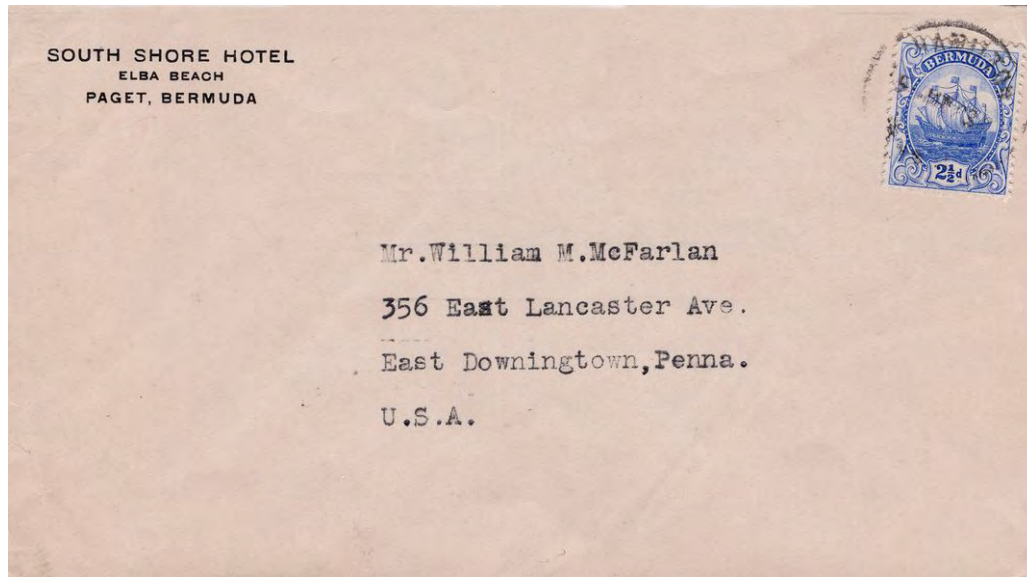 SOUTH SHORE HOTEL
ELBA BEACH
PAGET, BERMUDA
HAMILTON
BERMUDA
2½d
Mr.William M.McFarlan
356 East Lancaster Ave.
East Downingtown,Penna.
U.S.A.